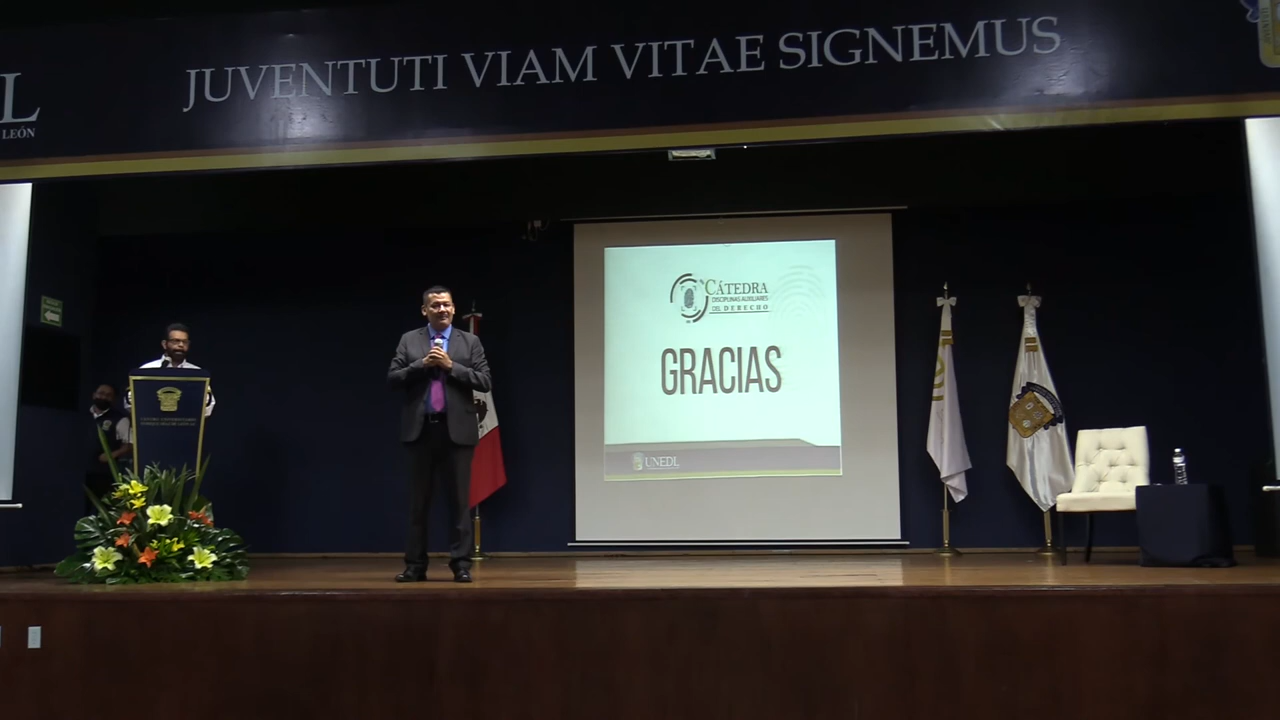 JUVENTUTI VIAM VITAE SIGNEMUS
L
LEÓN
CÁTEDRA
DISCIPLINAS AUXILIARES
DEL DERECHO
GRACIAS
UNEDL